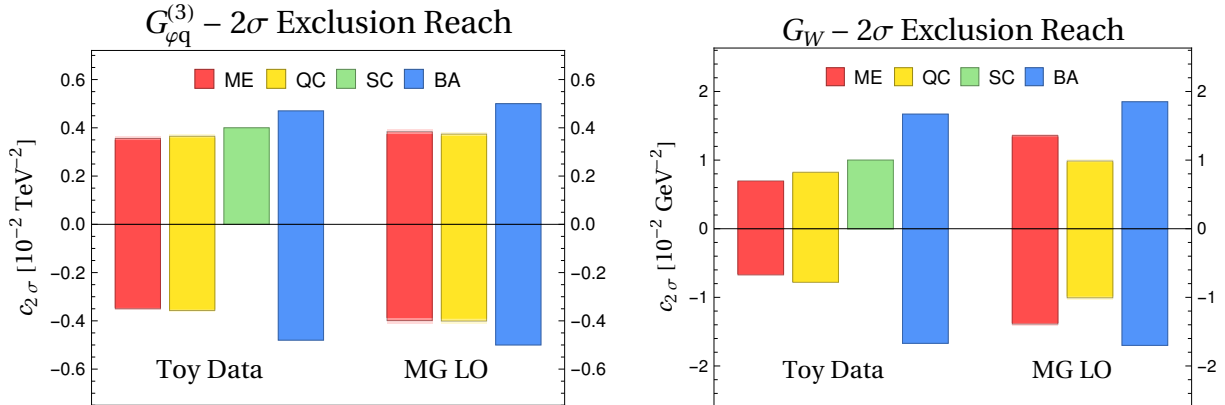 G_{φq}^{(3)} – 2σ Exclusion Reach
ME QC SC BA
c_{2σ} [10^{-2} TeV^{-2}]
0.6 0.6
0.4 0.4
0.2 0.2
0.0 0.0
−0.2 −0.2
−0.4 −0.4
−0.6 −0.6
Toy Data MG LO
G_W – 2σ Exclusion Reach
ME QC SC BA
c_{2σ} [10^{-2} GeV^{-2}]
2 2
1 1
0 0
−1 −1
−2 −2
Toy Data MG LO